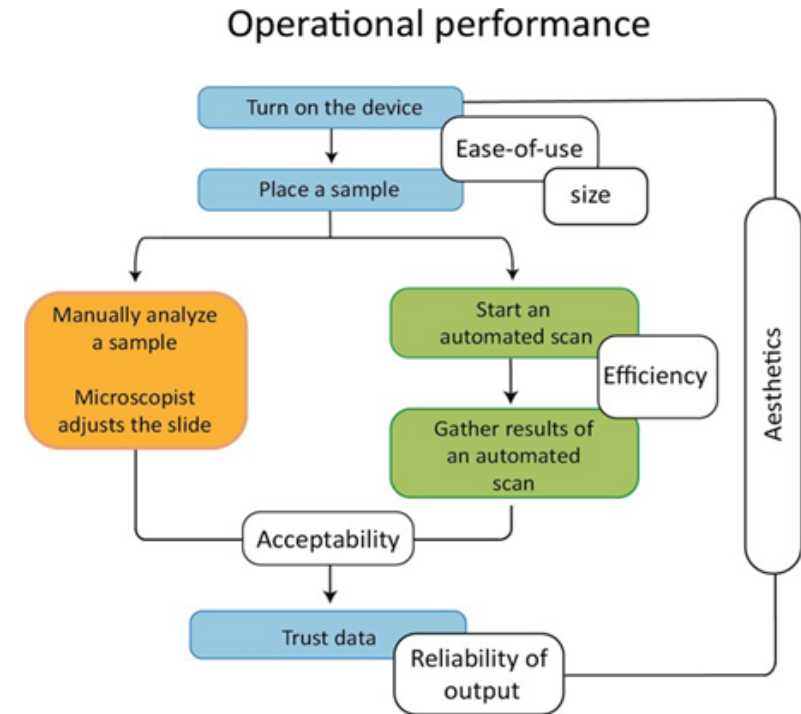 Operational performance
Turn on the device
Ease-of-use
Place a sample
size
Manually analyze
a sample
Microscopist
adjusts the slide
Start an
automated scan
Efficiency
Gather results of
an automated
scan
Aesthetics
Acceptability
Trust data
Reliability of
output